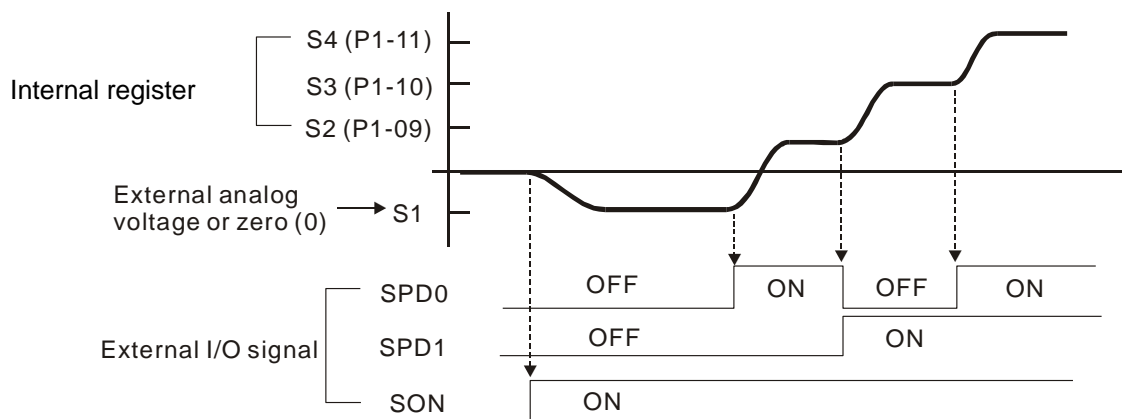 S4 (P1-11)
Internal register
S3 (P1-10)
S2 (P1-09)
External analog
voltage or zero (0)
S1
SPD0
OFF
ON
OFF
ON
External I/O signal
SPD1
OFF
ON
SON
ON